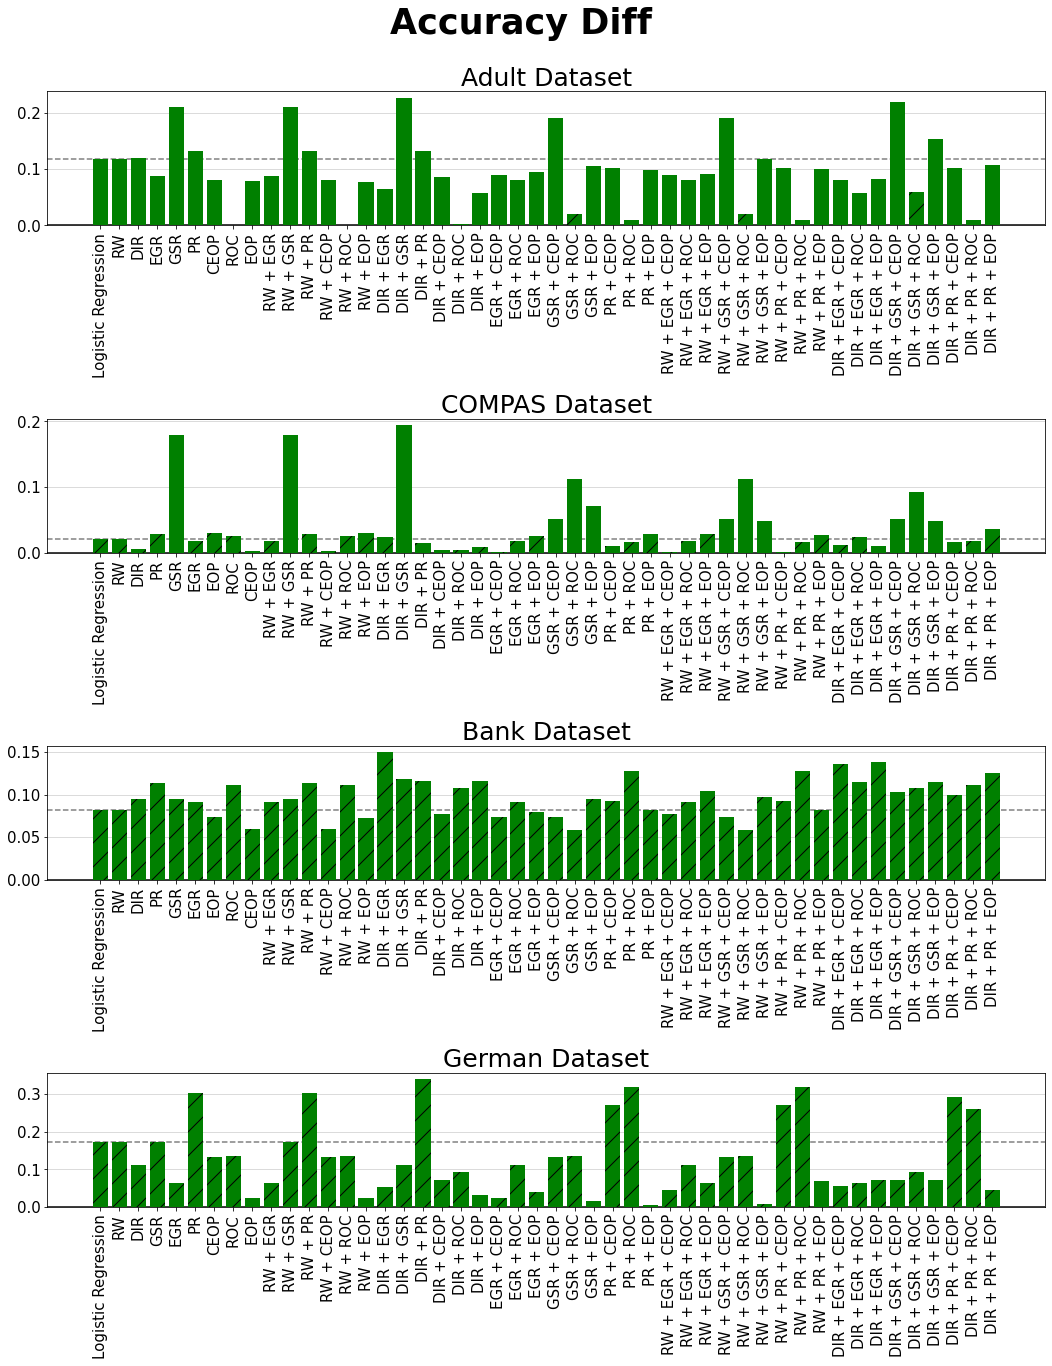 Accuracy Diff
Adult Dataset
0.2
0.1
0.0
Logistic Regression
RW
DIR
EGR
GSR
PR
CEOP
ROC
EOP
RW + EGR
RW + GSR
RW + PR
RW + CEOP
RW + ROC
RW + EOP
DIR + EGR
DIR + GSR
DIR + PR
DIR + CEOP
DIR + ROC
DIR + EOP
EGR + CEOP
EGR + ROC
EGR + EOP
GSR + CEOP
GSR + ROC
GSR + EOP
PR + CEOP
PR + ROC
PR + EOP
RW + EGR + CEOP
RW + EGR + ROC
RW + EGR + EOP
RW + GSR + CEOP
RW + GSR + ROC
RW + GSR + EOP
RW + PR + CEOP
RW + PR + ROC
RW + PR + EOP
DIR + EGR + CEOP
DIR + EGR + ROC
DIR + EGR + EOP
DIR + GSR + CEOP
DIR + GSR + ROC
DIR + GSR + EOP
DIR + PR + CEOP
DIR + PR + ROC
DIR + PR + EOP
COMPAS Dataset
0.2
0.1
0.0
Logistic Regression
RW
DIR
PR
GSR
EGR
EOP
ROC
CEOP
RW + EGR
RW + GSR
RW + PR
RW + CEOP
RW + ROC
RW + EOP
DIR + EGR
DIR + GSR
DIR + PR
DIR + CEOP
DIR + ROC
DIR + EOP
EGR + CEOP
EGR + ROC
EGR + EOP
GSR + CEOP
GSR + ROC
GSR + EOP
PR + CEOP
PR + ROC
PR + EOP
RW + EGR + CEOP
RW + EGR + ROC
RW + EGR + EOP
RW + GSR + CEOP
RW + GSR + ROC
RW + GSR + EOP
RW + PR + CEOP
RW + PR + ROC
RW + PR + EOP
DIR + EGR + CEOP
DIR + EGR + ROC
DIR + EGR + EOP
DIR + GSR + CEOP
DIR + GSR + ROC
DIR + GSR + EOP
DIR + PR + CEOP
DIR + PR + ROC
DIR + PR + EOP
Bank Dataset
0.15
0.10
0.05
0.00
Logistic Regression
RW
DIR
PR
GSR
EGR
EOP
ROC
CEOP
RW + EGR
RW + GSR
RW + PR
RW + CEOP
RW + ROC
RW + EOP
DIR + EGR
DIR + GSR
DIR + PR
DIR + CEOP
DIR + ROC
DIR + EOP
EGR + CEOP
EGR + ROC
EGR + EOP
GSR + CEOP
GSR + ROC
GSR + EOP
PR + CEOP
PR + ROC
PR + EOP
RW + EGR + CEOP
RW + EGR + ROC
RW + EGR + EOP
RW + GSR + CEOP
RW + GSR + ROC
RW + GSR + EOP
RW + PR + CEOP
RW + PR + ROC
RW + PR + EOP
DIR + EGR + CEOP
DIR + EGR + ROC
DIR + EGR + EOP
DIR + GSR + CEOP
DIR + GSR + ROC
DIR + GSR + EOP
DIR + PR + CEOP
DIR + PR + ROC
DIR + PR + EOP
German Dataset
0.3
0.2
0.1
0.0
Logistic Regression
RW
DIR
GSR
EGR
PR
CEOP
ROC
EOP
RW + EGR
RW + GSR
RW + PR
RW + CEOP
RW + ROC
RW + EOP
DIR + EGR
DIR + GSR
DIR + PR
DIR + CEOP
DIR + ROC
DIR + EOP
EGR + CEOP
EGR + ROC
EGR + EOP
GSR + CEOP
GSR + ROC
GSR + EOP
PR + CEOP
PR + ROC
PR + EOP
RW + EGR + CEOP
RW + EGR + ROC
RW + EGR + EOP
RW + GSR + CEOP
RW + GSR + ROC
RW + GSR + EOP
RW + PR + CEOP
RW + PR + ROC
RW + PR + EOP
DIR + EGR + CEOP
DIR + EGR + ROC
DIR + EGR + EOP
DIR + GSR + CEOP
DIR + GSR + ROC
DIR + GSR + EOP
DIR + PR + CEOP
DIR + PR + ROC
DIR + PR + EOP